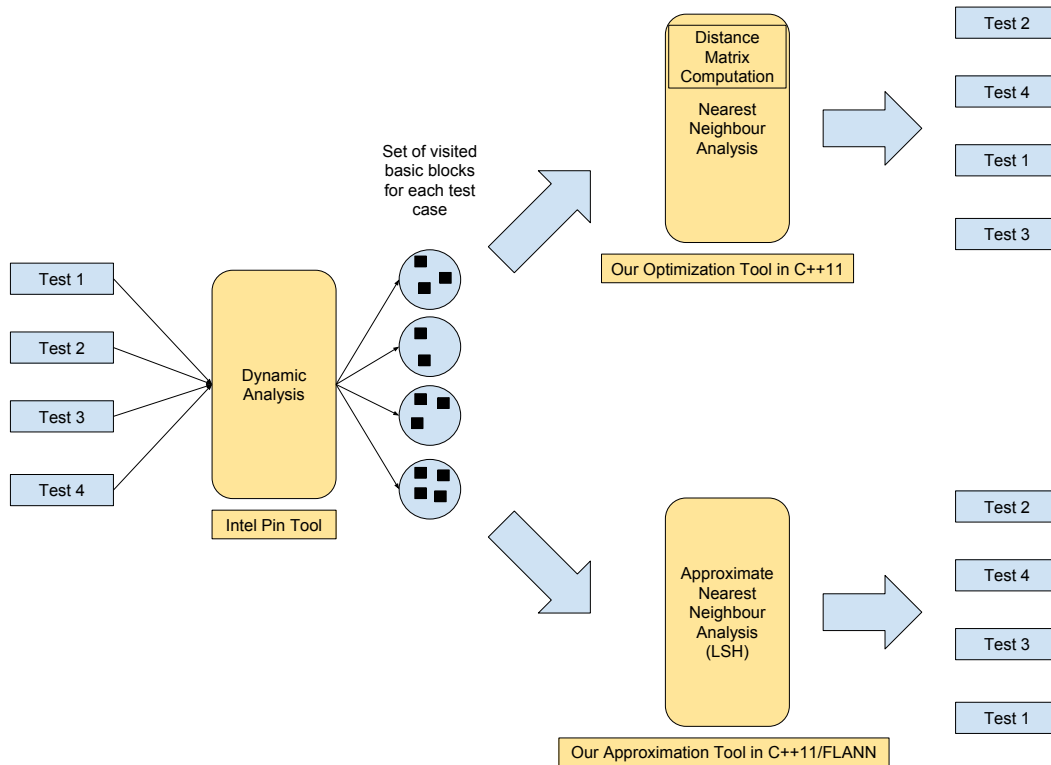 Test 1
Test 2
Test 3
Test 4
Dynamic
Analysis
Intel Pin Tool
Set of visited
basic blocks
for each test
case
Distance
Matrix
Computation
Nearest
Neighbour
Analysis
Our Optimization Tool in C++11
Test 2
Test 4
Test 1
Test 3
Approximate
Nearest
Neighbour
Analysis
(LSH)
Our Approximation Tool in C++11/FLANN
Test 2
Test 4
Test 3
Test 1